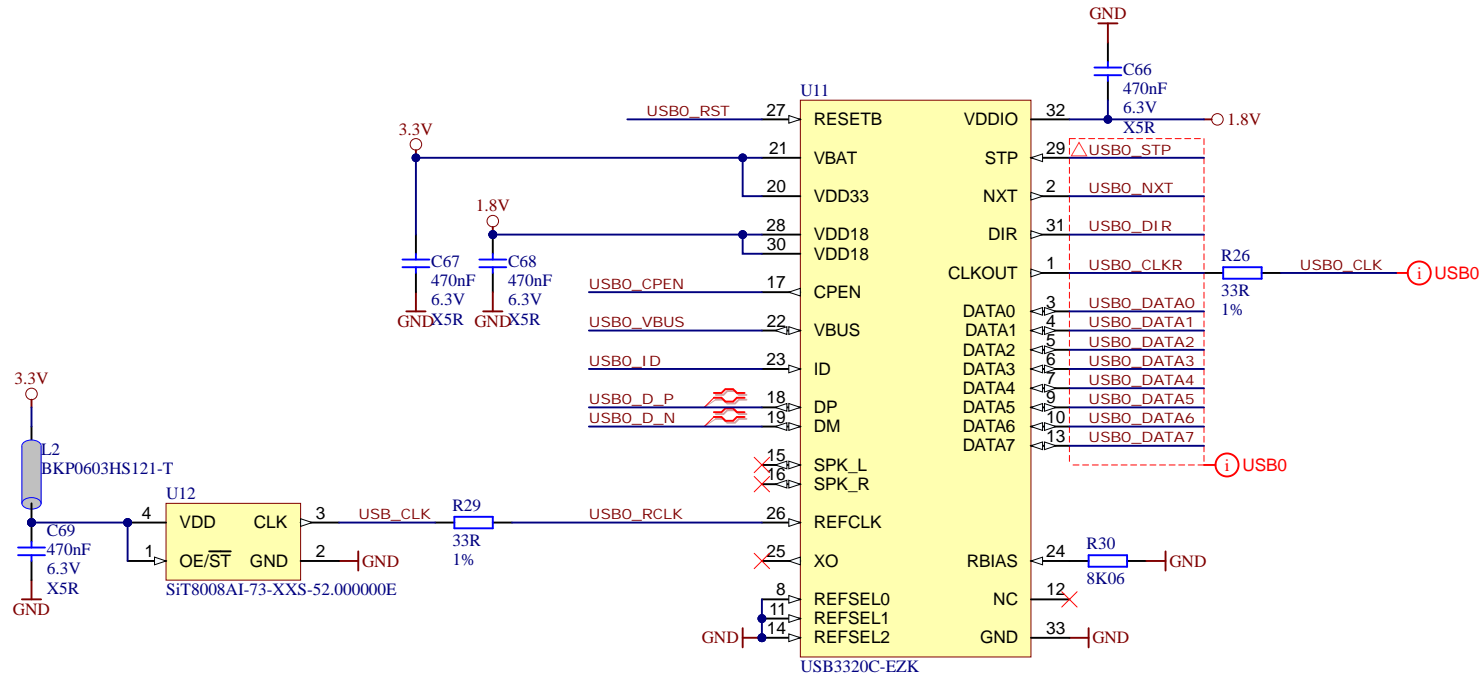 GND
C66
470nF
6.3V
X5R
U11
USB0_RST
27
RESETB
VDDIO
32
1.8V
3.3V
21
VBAT
STP
29
USB0_STP
20
VDD33
NXT
2
USB0_NXT
1.8V
28
VDD18
DIR
31
USB0_DIR
30
VDD18
C67
470nF
6.3V
X5R
GND
C68
470nF
6.3V
X5R
GND
CLKOUT
1
USB0_CLKR
R26
33R
1%
USB0_CLK
i
USB0
USB0_CPEN
17
CPEN
DATA0
3
USB0_DATA0
USB0_VBUS
22
VBUS
DATA1
4
USB0_DATA1
DATA2
5
USB0_DATA2
USB0_ID
23
ID
DATA3
6
USB0_DATA3
DATA4
7
USB0_DATA4
USB0_D_P
18
DP
DATA5
9
USB0_DATA5
USB0_D_N
19
DM
DATA6
10
USB0_DATA6
DATA7
13
USB0_DATA7
i
USB0
15
SPK_L
16
SPK_R
3.3V
L2
BKP0603HS121-T
U12
4
VDD
CLK
3
USB_CLK
R29
33R
1%
USB0_RCLK
26
REFCLK
C69
470nF
6.3V
X5R
GND
1
OE/ST
GND
2
GND
SiT8008AI-73-XXS-52.000000E
25
XO
RBIAS
24
R30
8K06
GND
8
REFSEL0
NC
12
11
REFSEL1
GND
14
REFSEL2
GND
33
GND
USB3320C-EZK